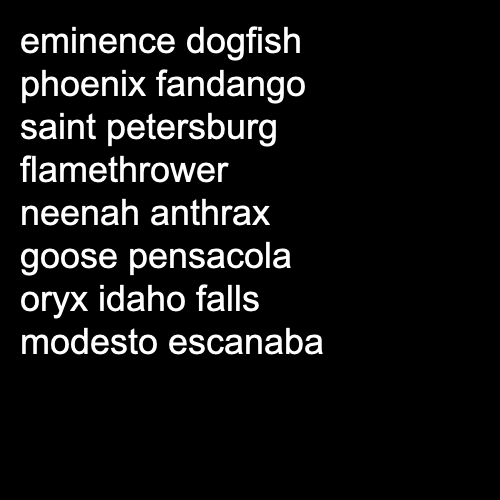 eminence dogfish
phoenix fandango
saint petersburg
flamethrower
neenah anthrax
goose pensacola
oryx idaho falls
modesto escanaba